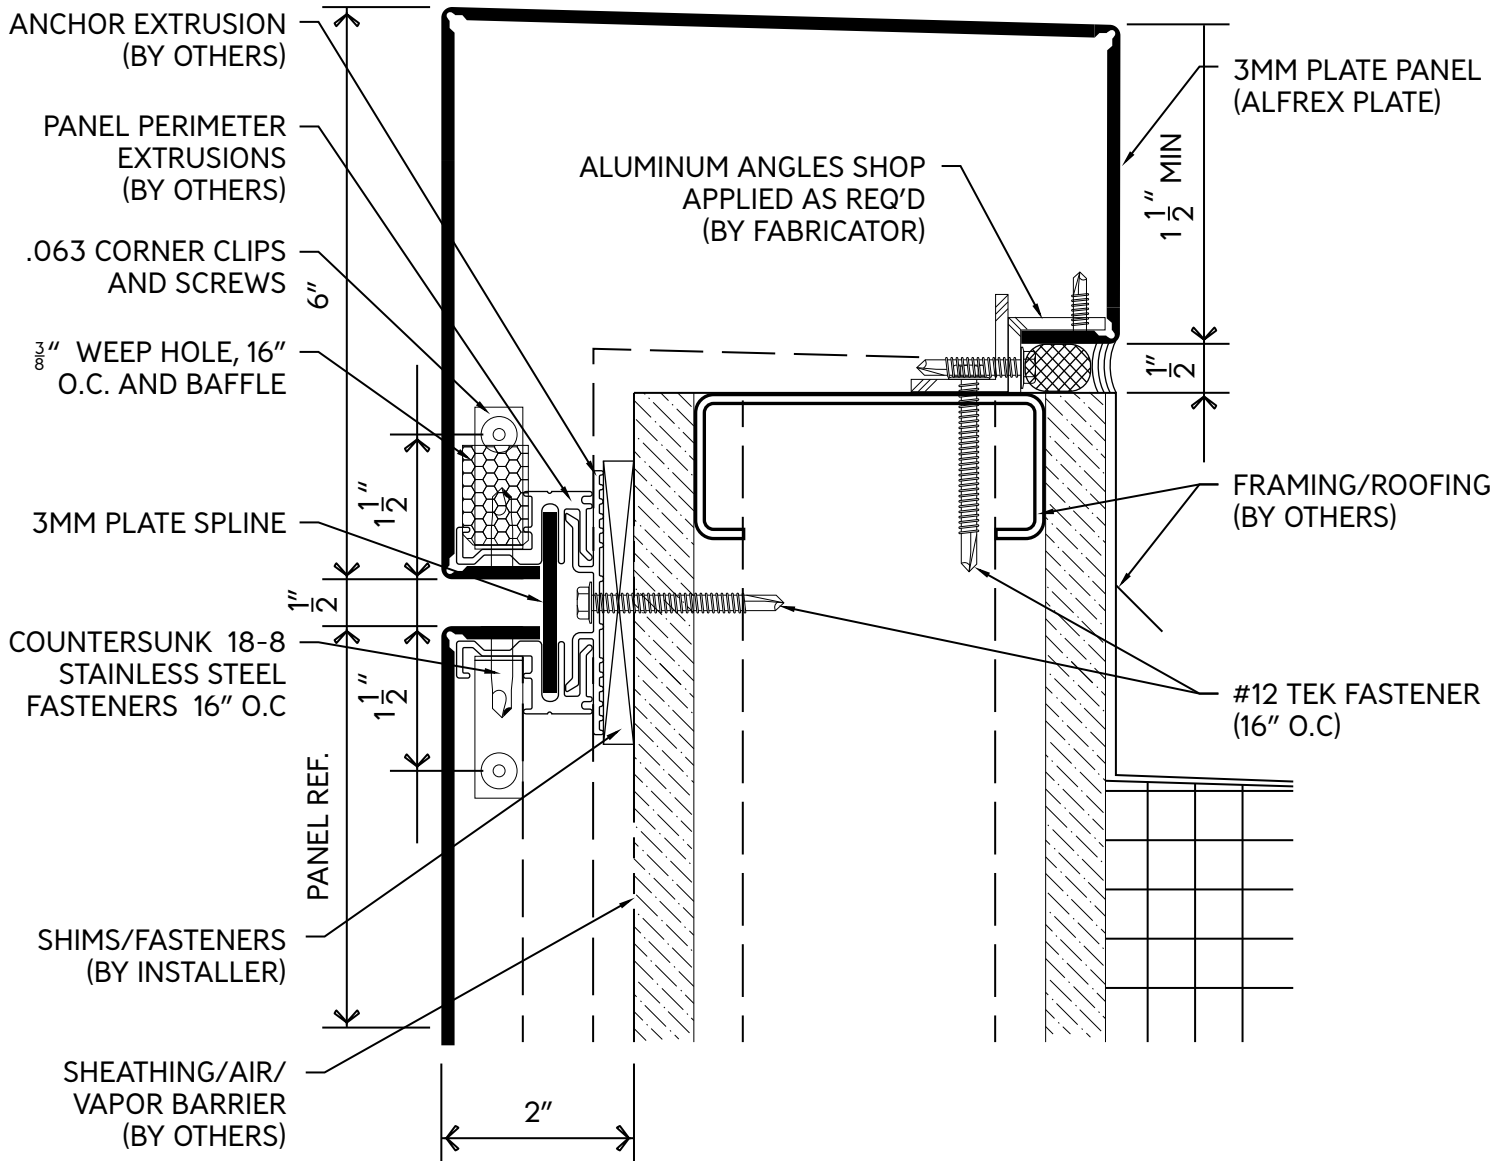 ANCHOR EXTRUSION
(BY OTHERS)
PANEL PERIMETER
EXTRUSIONS
(BY OTHERS)
.063 CORNER CLIPS
AND SCREWS
6"
3/8" WEEP HOLE, 16"
O.C. AND BAFFLE
1 1/2"
3MM PLATE SPLINE
1/2"
COUNTERSUNK 18-8
STAINLESS STEEL
FASTENERS 16" O.C
1 1/2"
PANEL REF.
SHIMS/FASTENERS
(BY INSTALLER)
SHEATHING/AIR/
VAPOR BARRIER
(BY OTHERS)
2"
ALUMINUM ANGLES SHOP
APPLIED AS REQ'D
(BY FABRICATOR)
3MM PLATE PANEL
(ALFREX PLATE)
1 1/2" MIN
1/2"
FRAMING/ROOFING
(BY OTHERS)
#12 TEK FASTENER
(16" O.C)